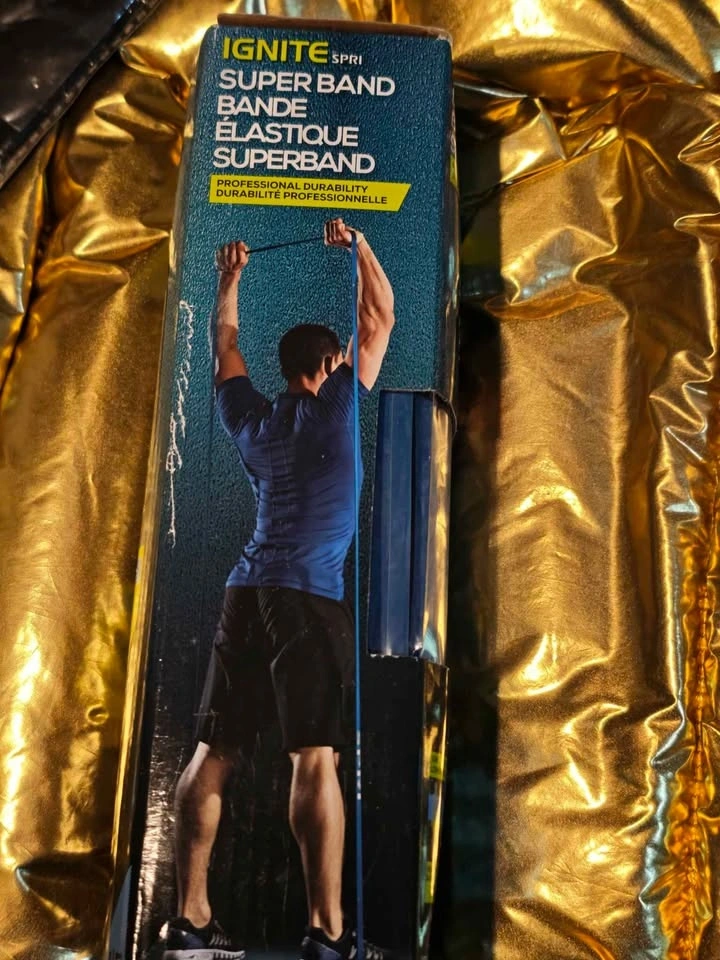 IGNITE SPRI
SUPER BAND
BANDE
ÉLASTIQUE
SUPERBAND
PROFESSIONAL DURABILITY
DURABILITÉ PROFESSIONNELLE